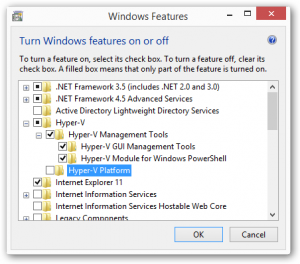 Windows Features
Turn Windows features on or off
To turn a feature on, select its check box. To turn a feature off, clear its
check box. A filled box means that only part of the feature is turned on.
.NET Framework 3.5 (includes .NET 2.0 and 3.0)
.NET Framework 4.5 Advanced Services
Active Directory Lightweight Directory Services
Hyper-V
Hyper-V Management Tools
Hyper-V GUI Management Tools
Hyper-V Module for Windows PowerShell
Hyper-V Platform
Internet Explorer 11
Internet Information Services
Internet Information Services Hostable Web Core
Legacy Components
OK
Cancel